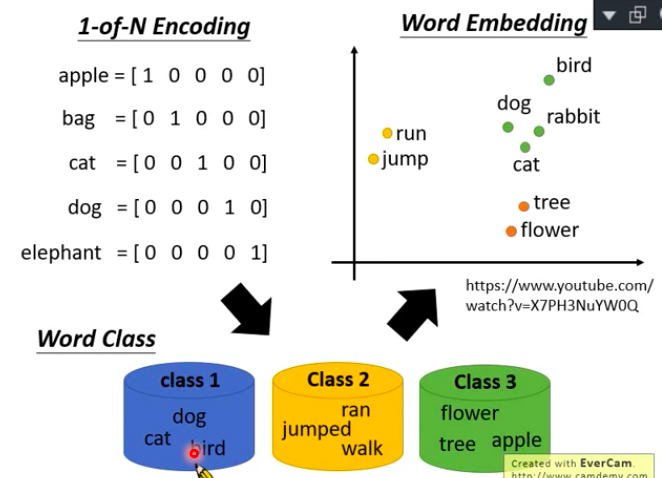 1-of-N Encoding
apple = [ 1 0 0 0 0]
bag = [ 0 1 0 0 0]
cat = [ 0 0 1 0 0]
dog = [ 0 0 0 1 0]
elephant = [ 0 0 0 0 1]
Word Embedding
bird
dog
rabbit
run
cat
jump
tree
flower
https://www.youtube.com/
watch?v=X7PH3NuYW0Q
Word Class
class 1
dog
cat bird
Class 2
ran
jumped
walk
Class 3
flower
tree apple
Created with EverCam.
http://www.camdemy.com